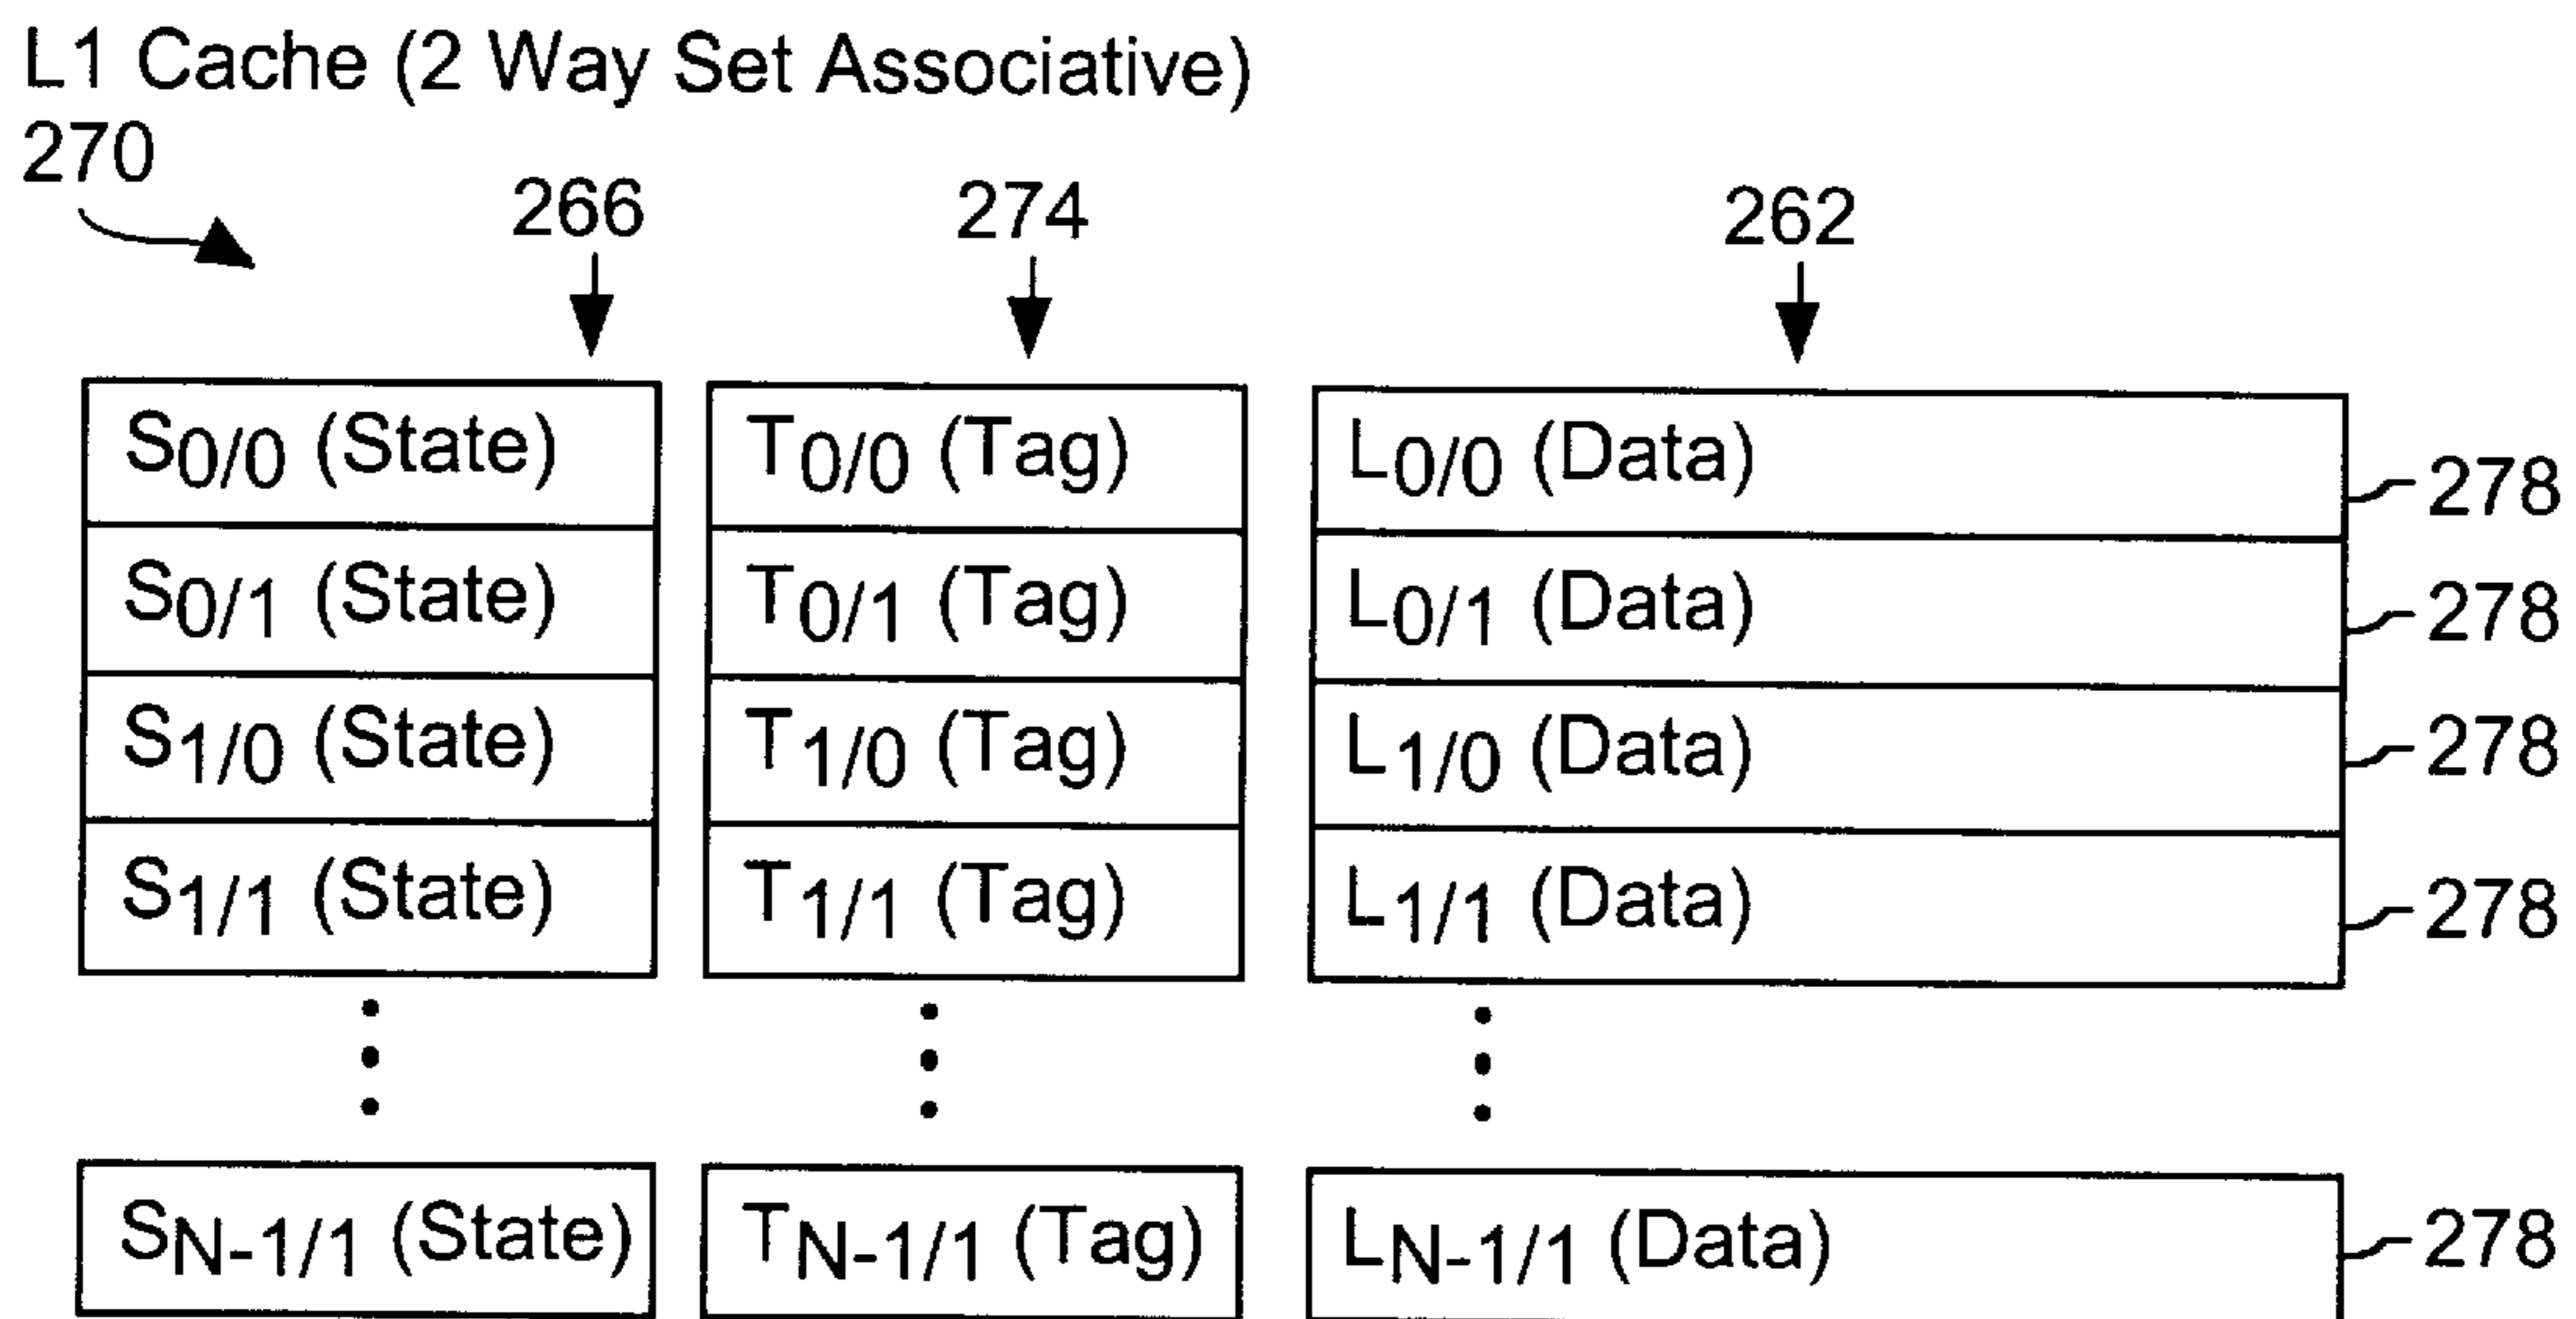 L1 Cache (2 Way Set Associative)
270
266 274 262
S0/0 (State) T0/0 (Tag) L0/0 (Data) 278
S0/1 (State) T0/1 (Tag) L0/1 (Data) 278
S1/0 (State) T1/0 (Tag) L1/0 (Data) 278
S1/1 (State) T1/1 (Tag) L1/1 (Data) 278
SN-1/1 (State) TN-1/1 (Tag) LN-1/1 (Data) 278